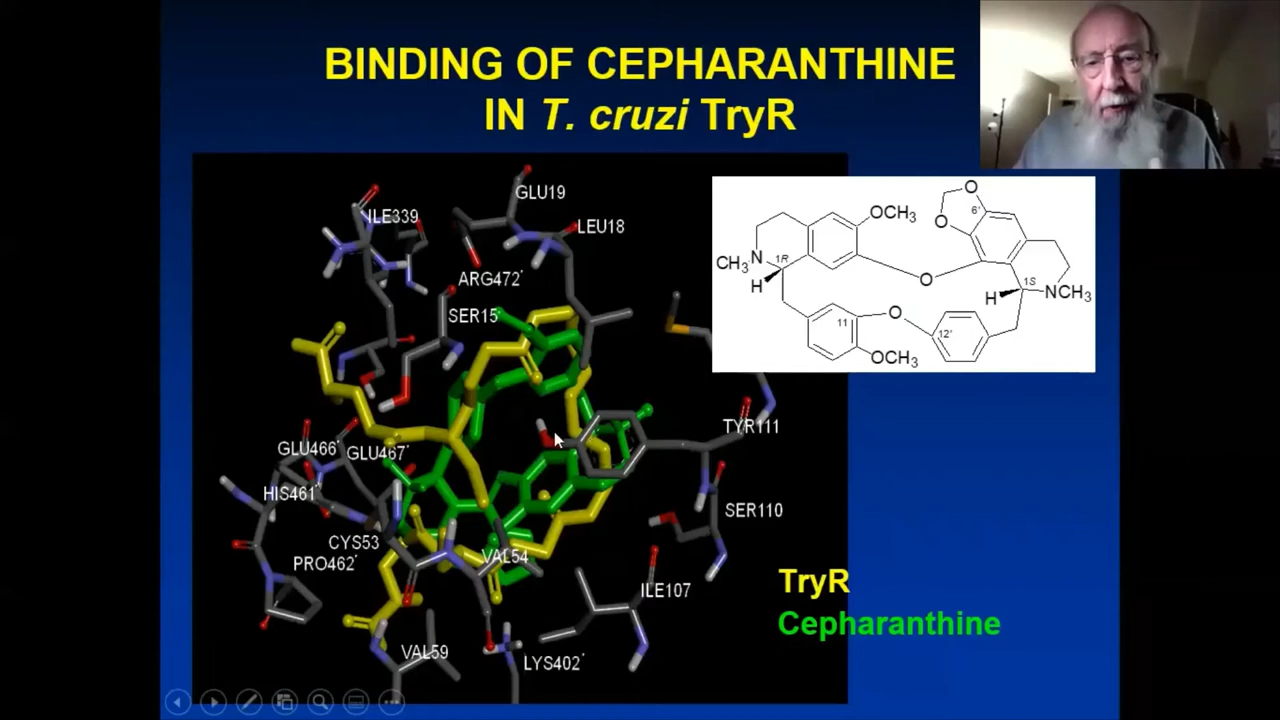 BINDING OF CEPHARANTHINE
IN T. cruzi TryR
GLU19
ILE339
LEU18
ARG472'
SER15'
TYR111
GLU466' GLU467'
HIS461'
SER110
CYS53
VAL54
PRO462'
ILE107
VAL59
LYS402'
OCH3
O
6'
O
CH3
N
1R
H
O
1S
H
NCH3
O
11
12'
OCH3
TryR
Cepharanthine